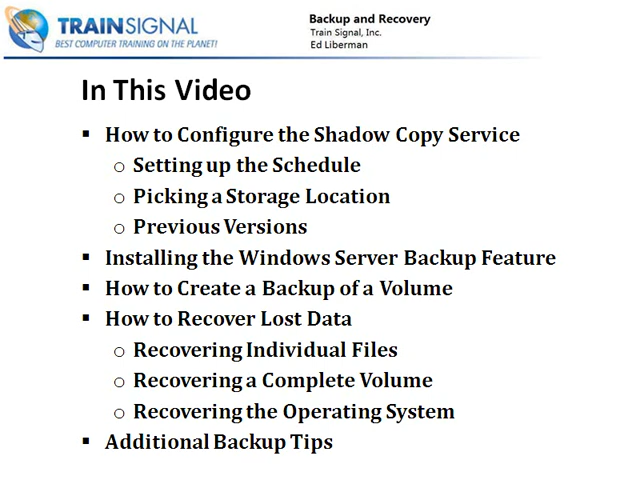 TRAINSIGNAL
BEST COMPUTER TRAINING ON THE PLANET!
Backup and Recovery
Train Signal, Inc.
Ed Liberman
In This Video
▪ How to Configure the Shadow Copy Service
o Setting up the Schedule
o Picking a Storage Location
o Previous Versions
▪ Installing the Windows Server Backup Feature
▪ How to Create a Backup of a Volume
▪ How to Recover Lost Data
o Recovering Individual Files
o Recovering a Complete Volume
o Recovering the Operating System
▪ Additional Backup Tips